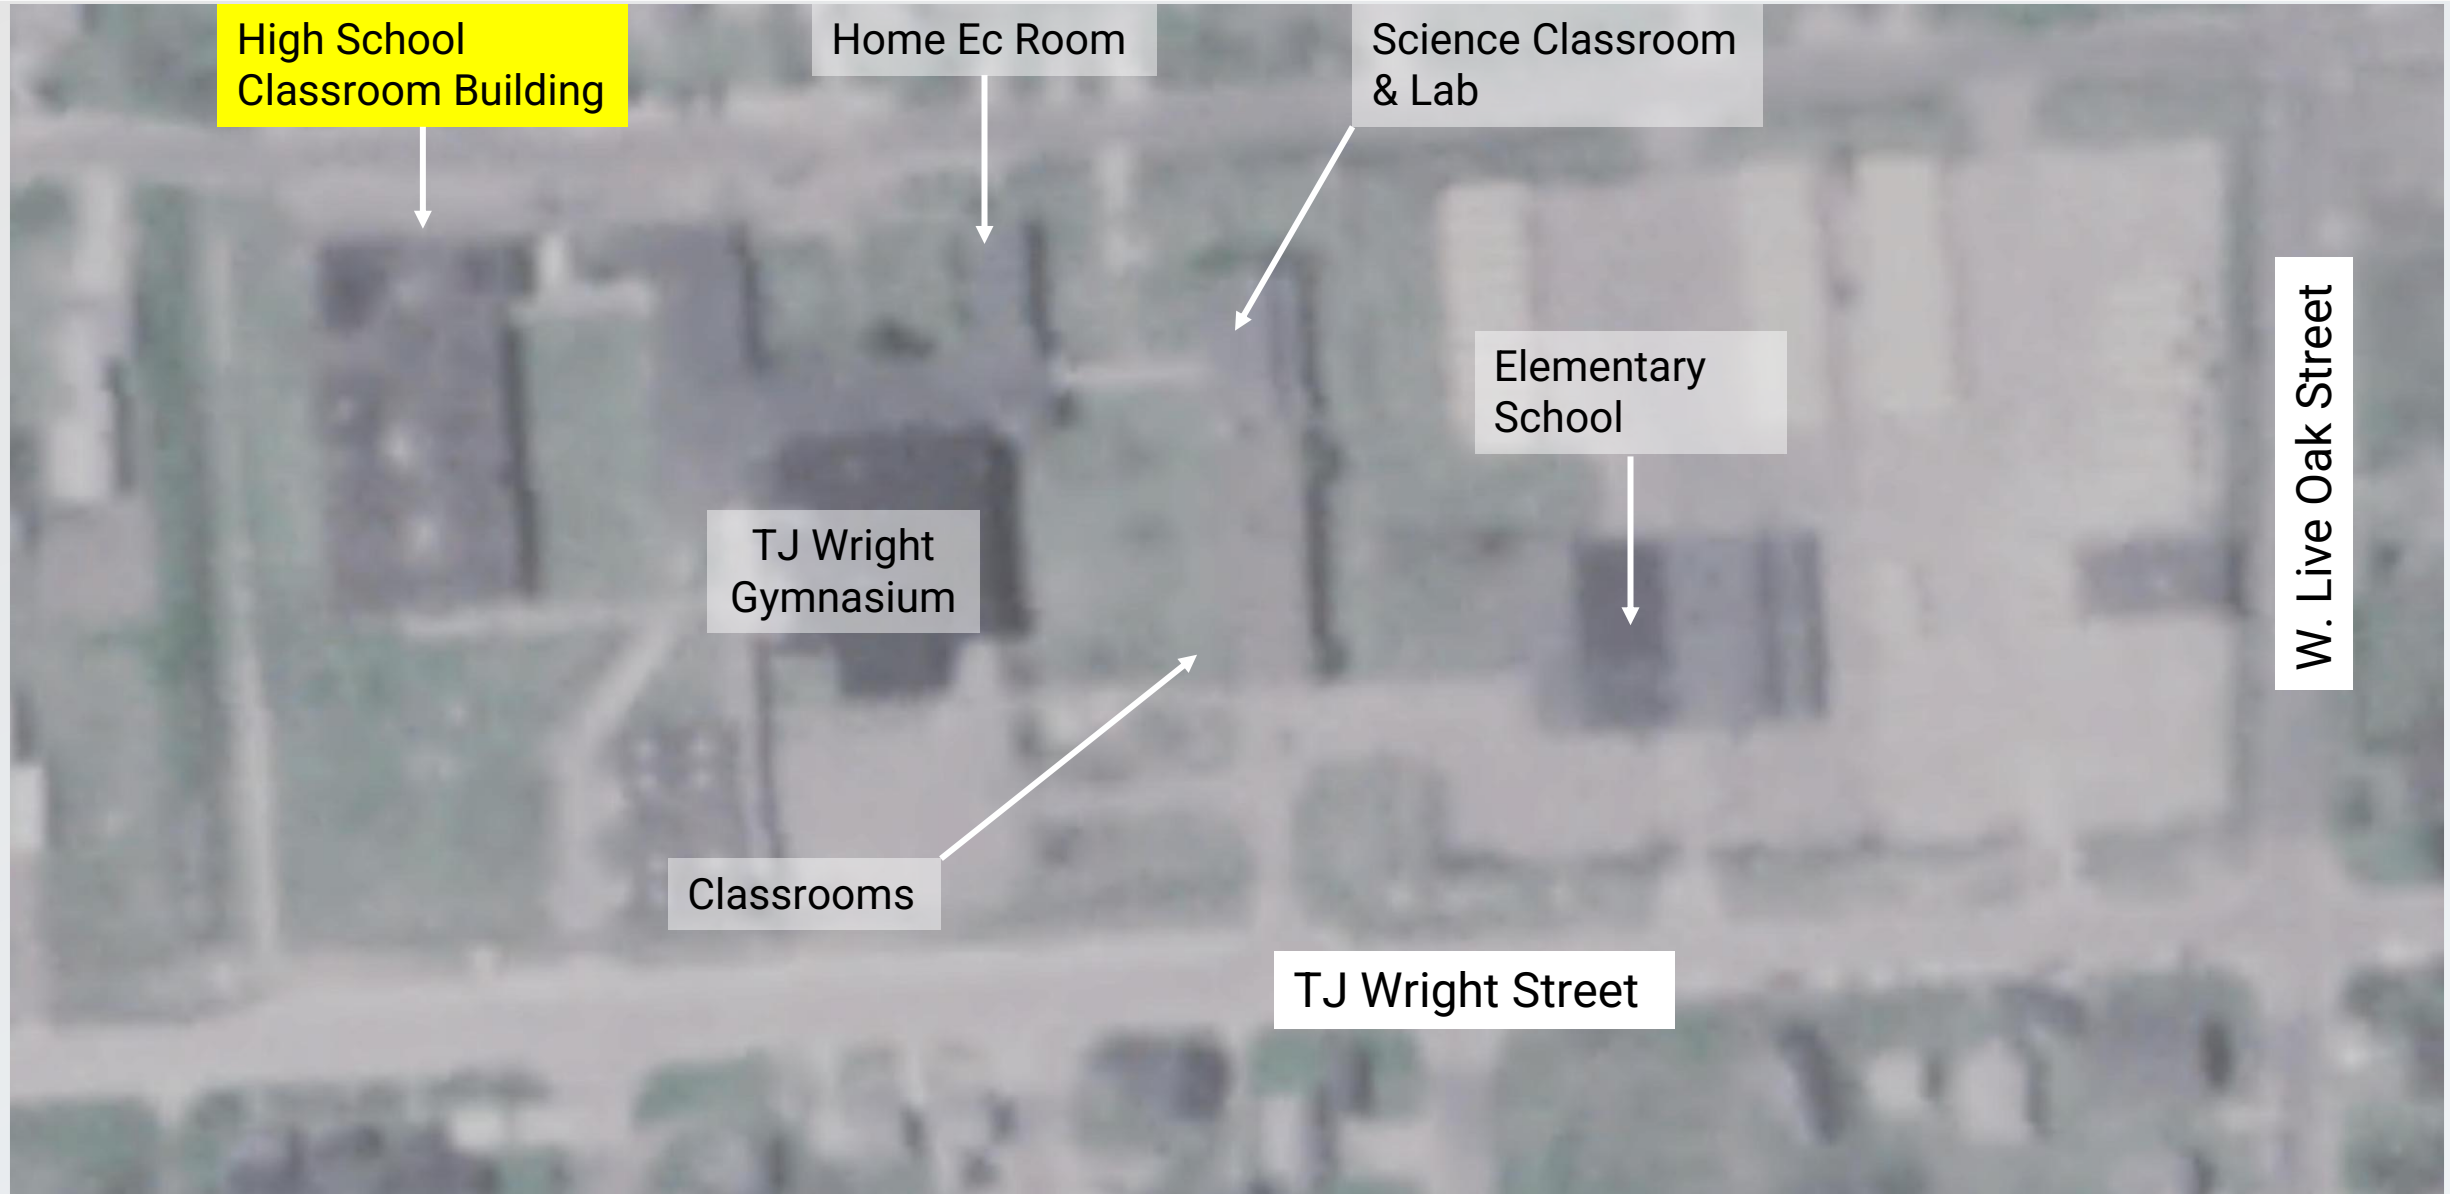 High School
Classroom Building
Home Ec Room
Science Classroom
& Lab
Elementary
School
W. Live Oak Street
TJ Wright
Gymnasium
Classrooms
TJ Wright Street